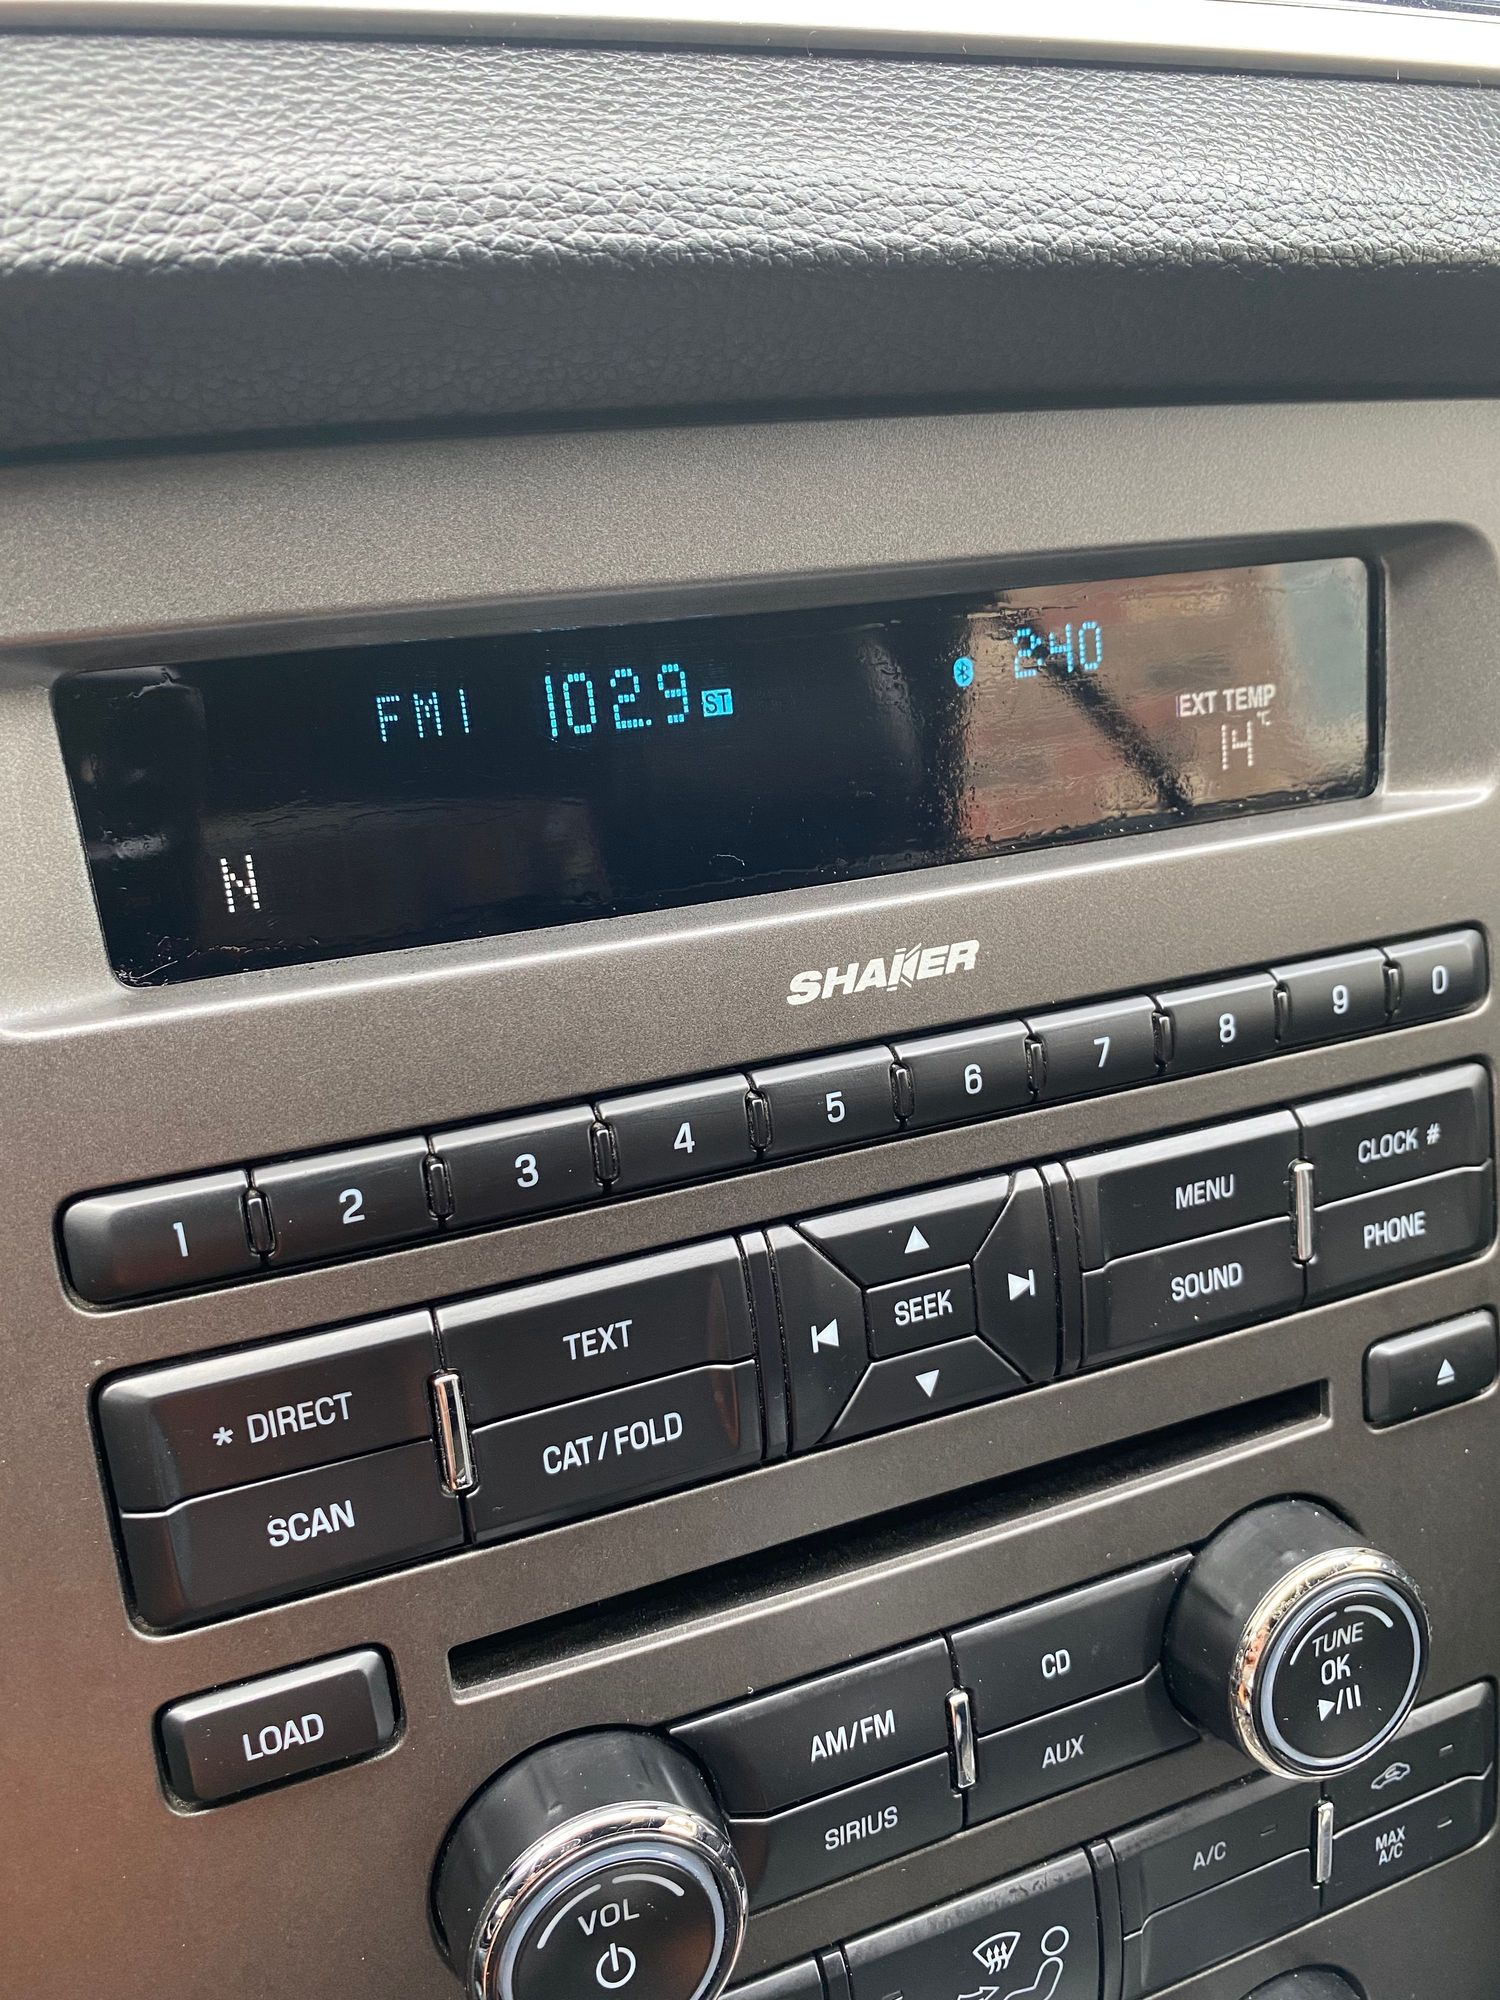 FM1 102.9 ST 2:40
EXT TEMP
14°C
N
SHAKER
1 2 3 4 5 6 7 8 9 0
* DIRECT TEXT SEEK MENU CLOCK #
SCAN CAT/FOLD SOUND PHONE
LOAD AM/FM CD TUNE
OK
SIRIUS AUX
VOL A/C MAX
A/C